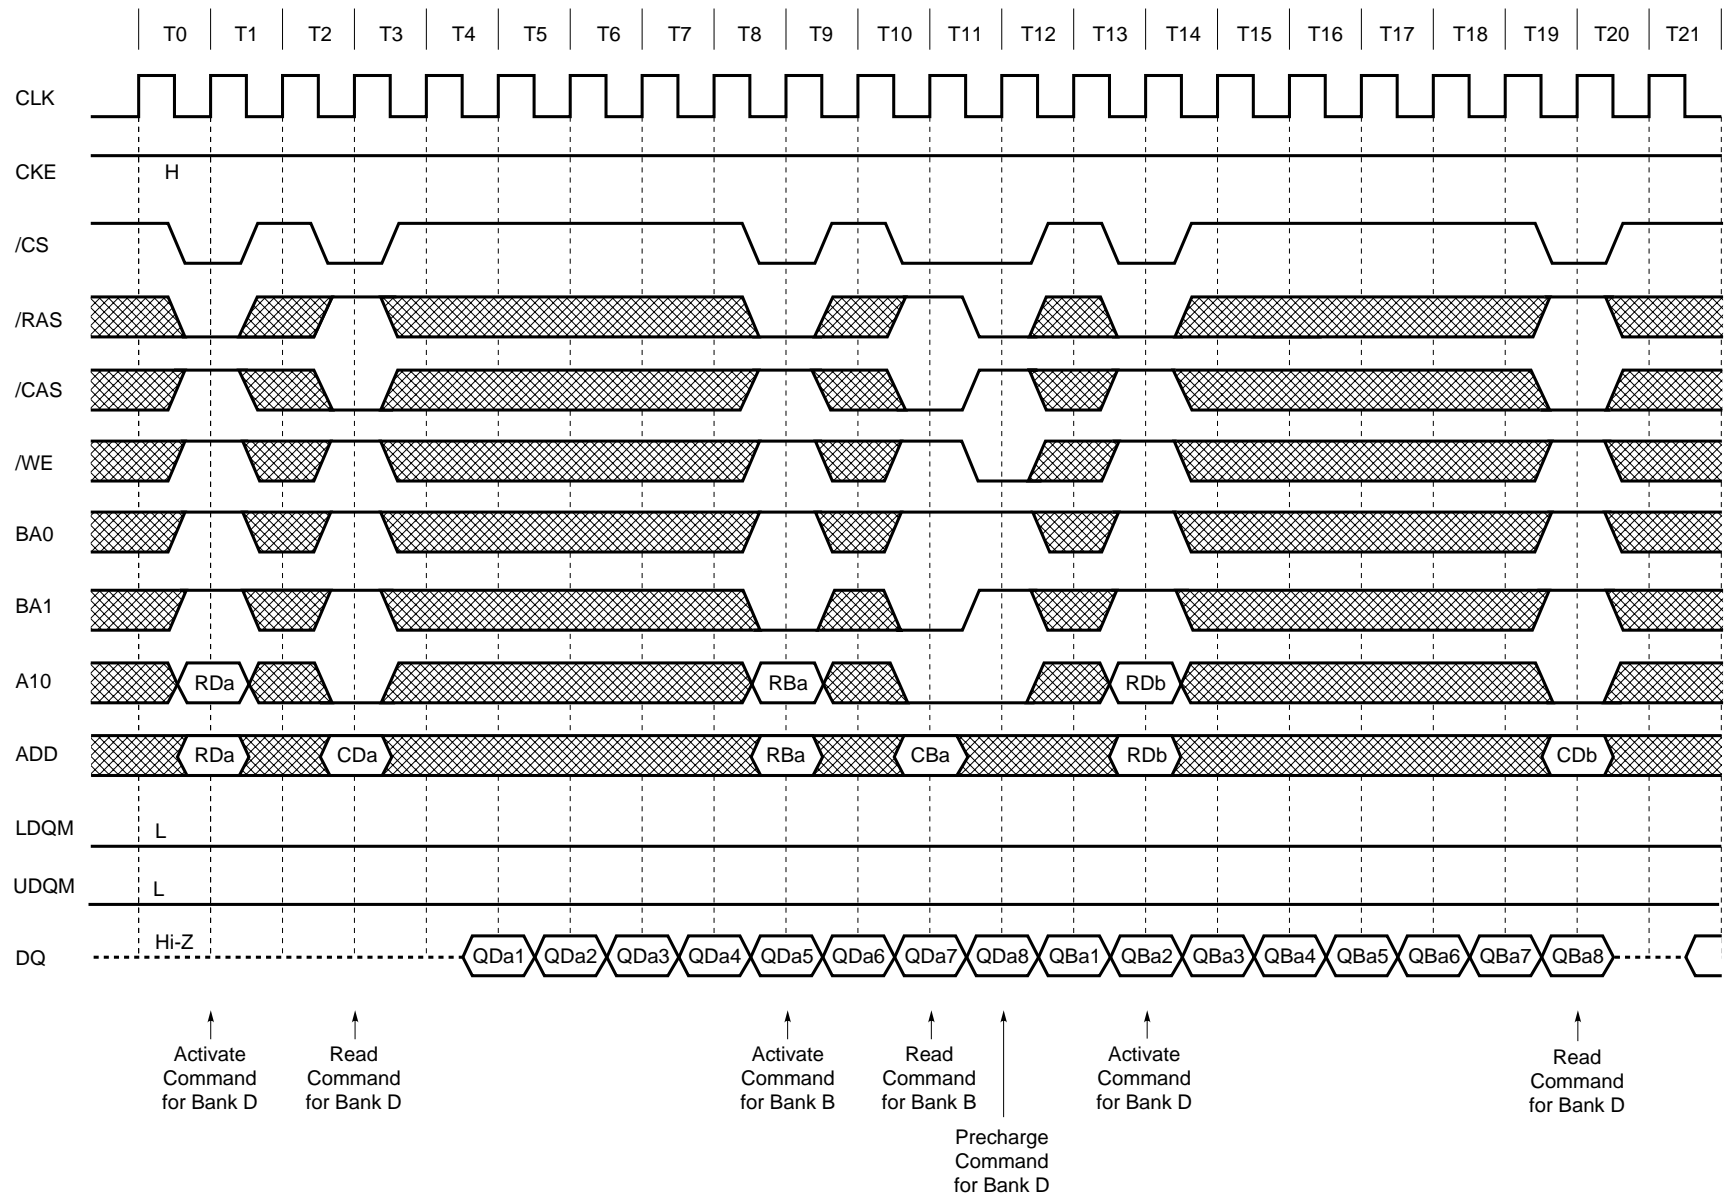 T0 T1 T2 T3 T4 T5 T6 T7 T8 T9 T10 T11 T12 T13 T14 T15 T16 T17 T18 T19 T20 T21
CLK
CKE H
/CS
/RAS
/CAS
/WE
BA0
BA1
A10 RDa RBa RDb
ADD RDa CDa RBa CBa RDb CDb
LDQM L
UDQM L
DQ Hi-Z QDa1 QDa2 QDa3 QDa4 QDa5 QDa6 QDa7 QDa8 QBa1 QBa2 QBa3 QBa4 QBa5 QBa6 QBa7 QBa8
Activate
Command
for Bank D
Read
Command
for Bank D
Activate
Command
for Bank B
Read
Command
for Bank B
Precharge
Command
for Bank D
Activate
Command
for Bank D
Read
Command
for Bank D